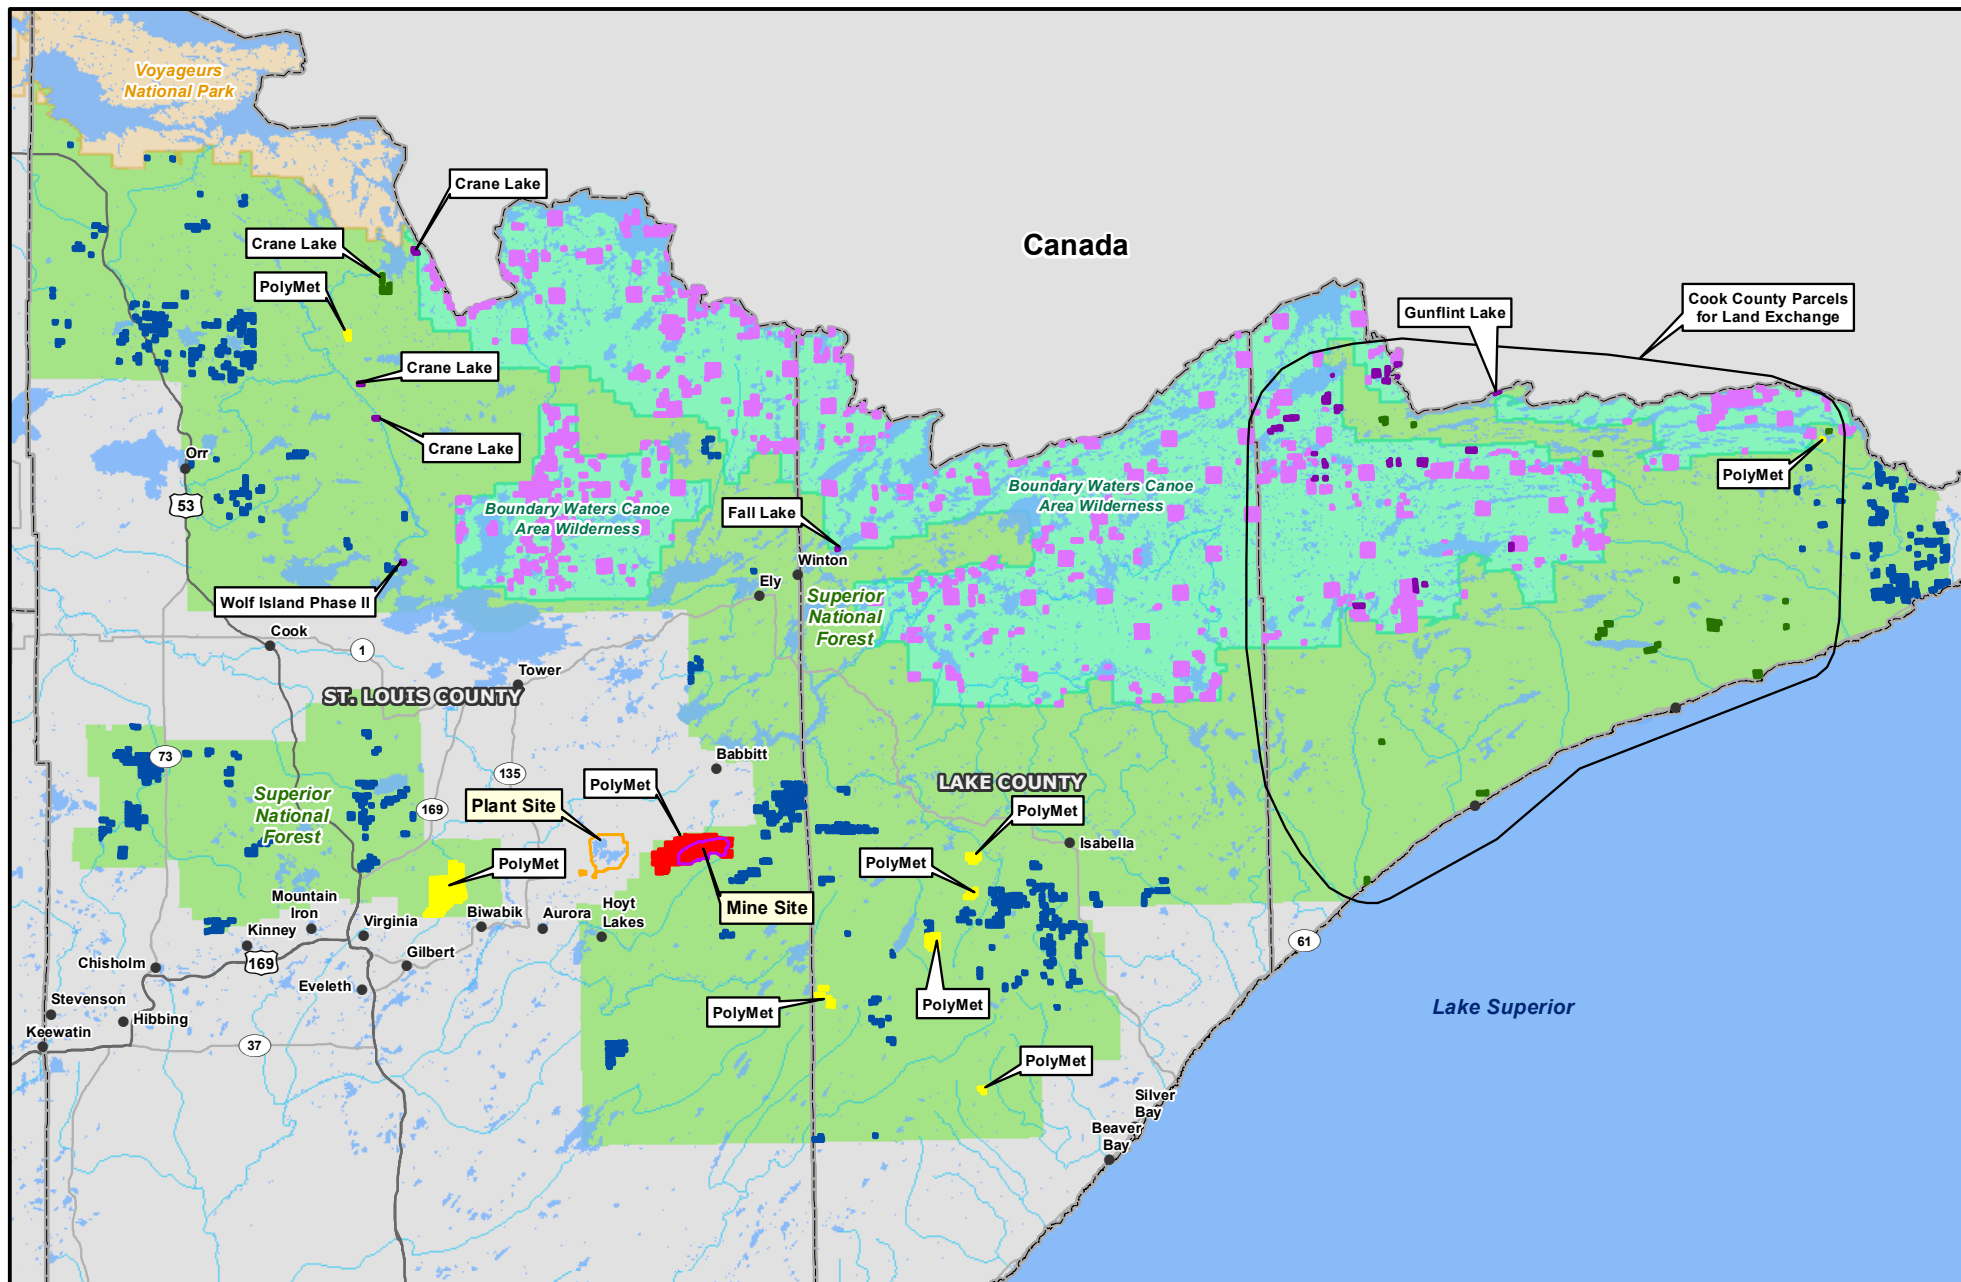 Voyageurs
National Park
Crane Lake
Crane Lake
Canada
PolyMet
Cook County Parcels
for Land Exchange
Gunflint Lake
Crane Lake
Crane Lake
Orr
PolyMet
53
Boundary Waters Canoe
Area Wilderness
Boundary Waters Canoe
Area Wilderness
Fall Lake
Winton
Ely
Wolf Island Phase II
Superior
National
Forest
Cook
1
Tower
ST. LOUIS COUNTY
73
Babbitt
135
PolyMet
LAKE COUNTY
Superior
National
Forest
169
Plant Site
PolyMet
Isabella
PolyMet
PolyMet
Mine Site
Mountain
Iron
Virginia
Biwabik
Aurora
Hoyt
Lakes
Kinney
61
Gilbert
Chisholm
169
Eveleth
Stevenson
Hibbing
PolyMet
PolyMet
Lake Superior
Keewatin
37
PolyMet
Silver
Bay
Beaver
Bay